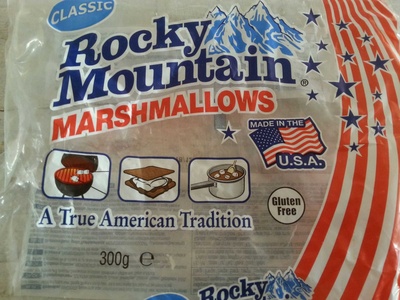 CLASSIC
Rocky
Mountain®
MARSHMALLOWS
MADE IN THE
U.S.A.
A True American Tradition
Gluten
Free
300g ℮
Rocky